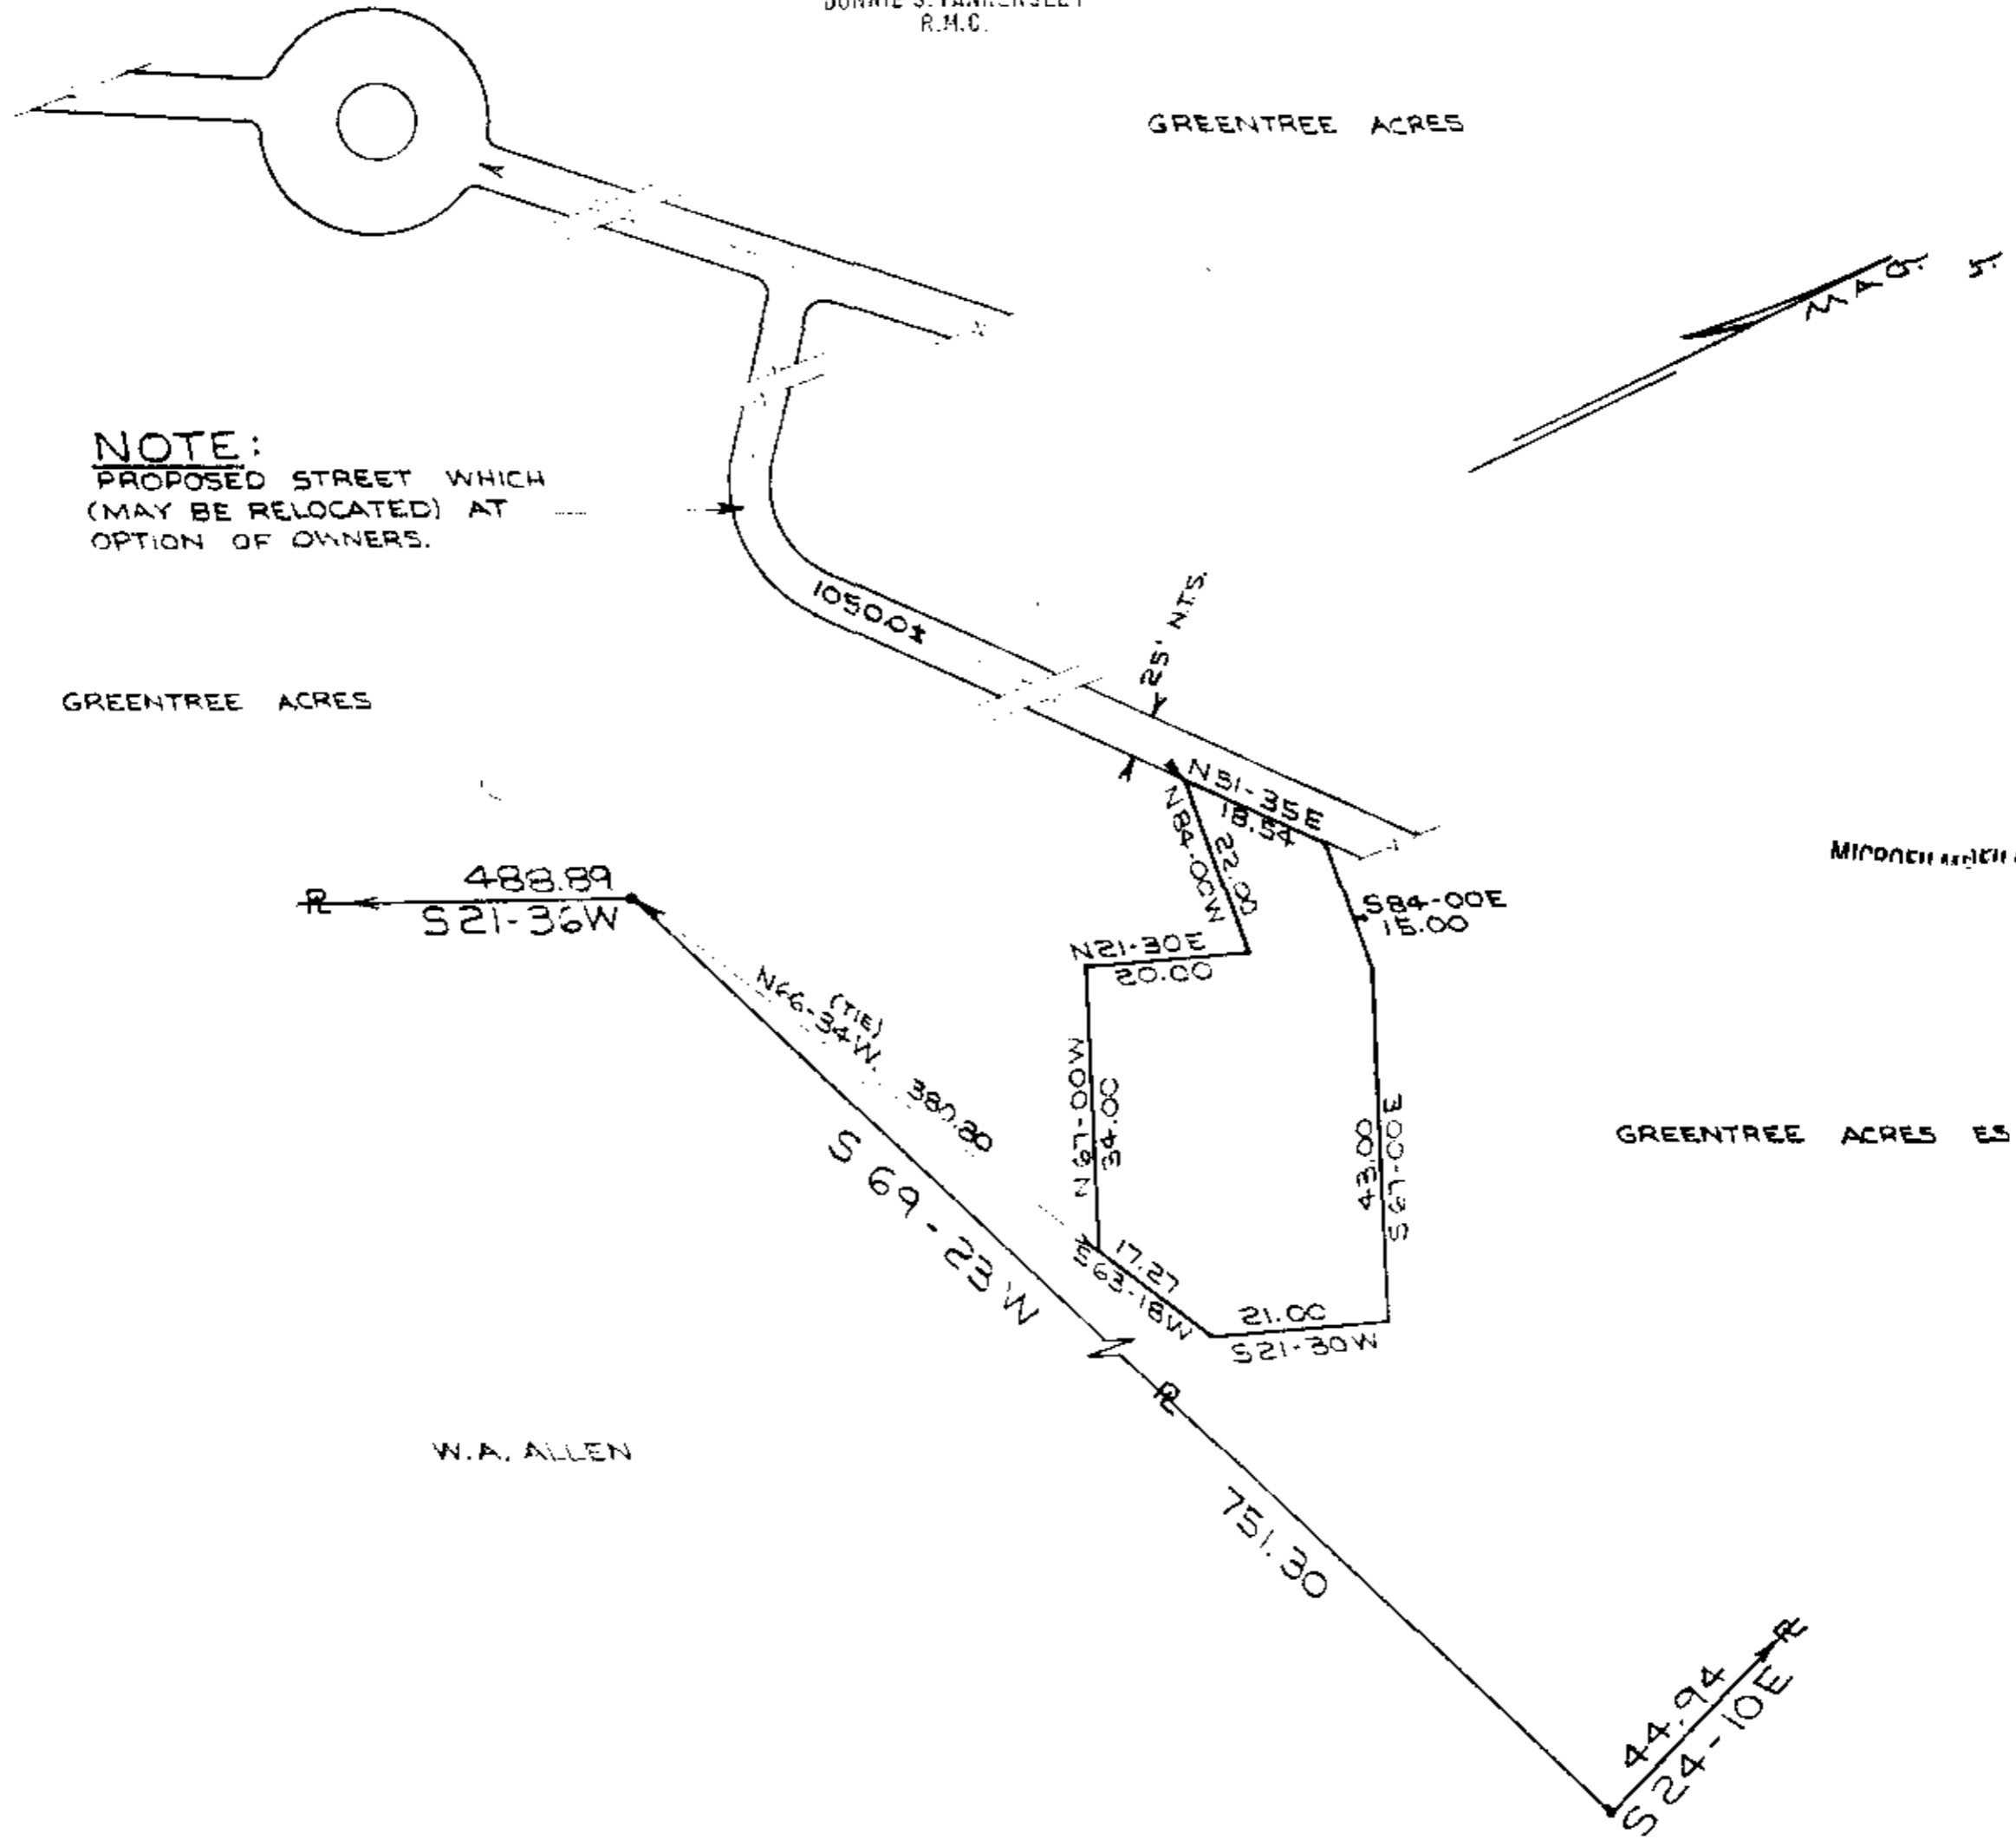 R.M.C.
GREENTREE ACRES
MAG.
NOTE:
PROPOSED STREET WHICH
(MAY BE RELOCATED) AT
OPTION OF OWNERS.
25' N.T.S.
1050.0±
GREENTREE ACRES
N51-35E
18.54
N84-00W
22.00
S84-00E
15.00
488.89
S21-36W
N21-30E
20.00
(TIE)
N66-34W. 380.80
N67-00W
34.00
S67-00E
43.00
GREENTREE ACRES ES
S 69-23W
17.27
S63-18W
21.00
S21-30W
W.A. ALLEN
751.30
44.94
S24-10E